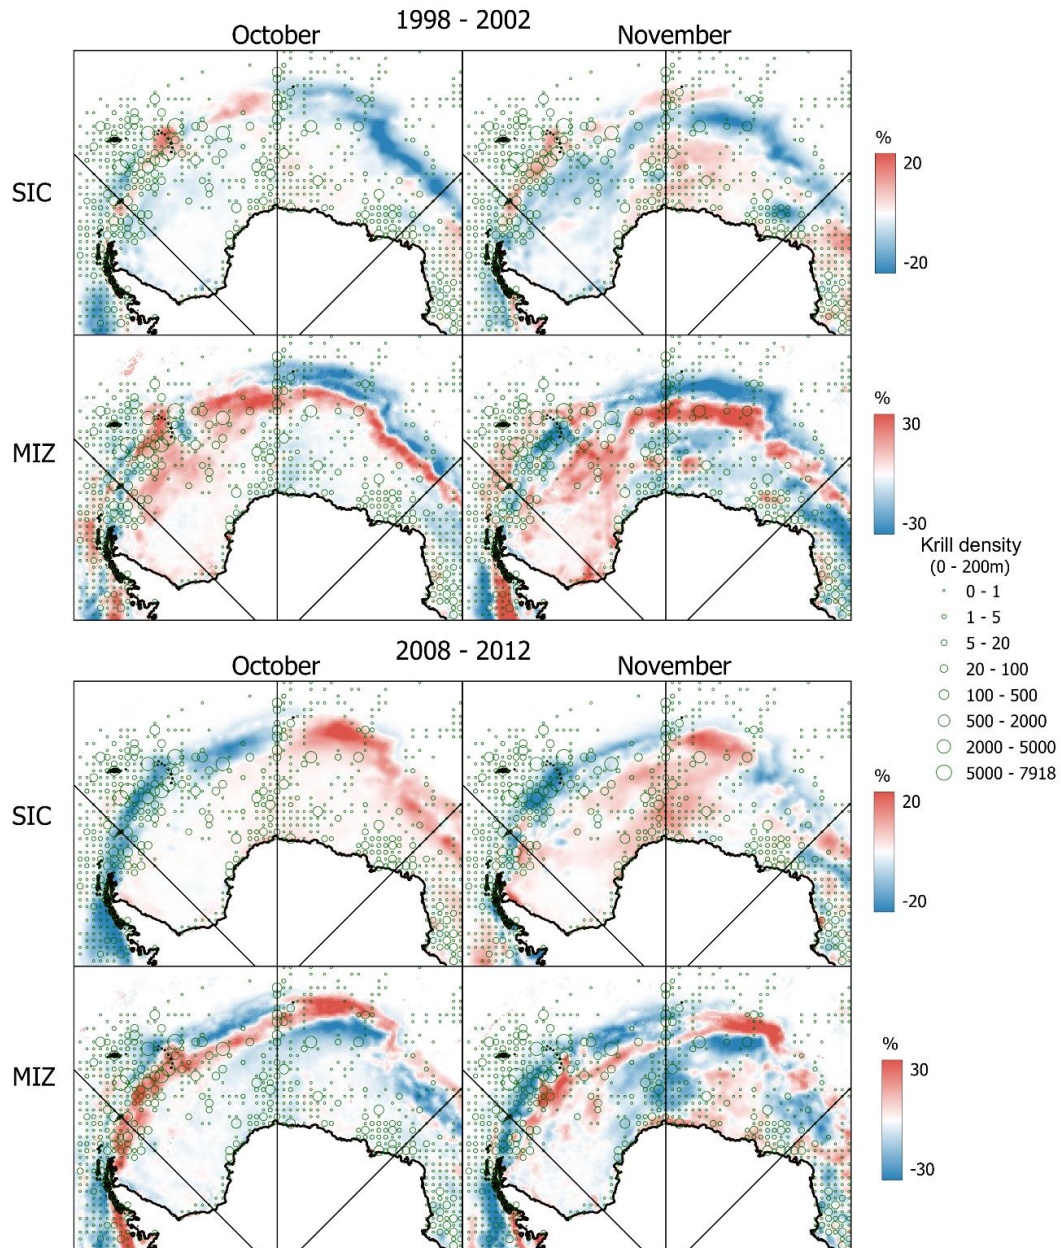 1998 - 2002
October
November
SIC
%
20
-20
MIZ
%
30
-30
Krill density
(0 - 200m)
0 - 1
1 - 5
5 - 20
20 - 100
100 - 500
500 - 2000
2000 - 5000
5000 - 7918
2008 - 2012
October
November
SIC
%
20
-20
MIZ
%
30
-30